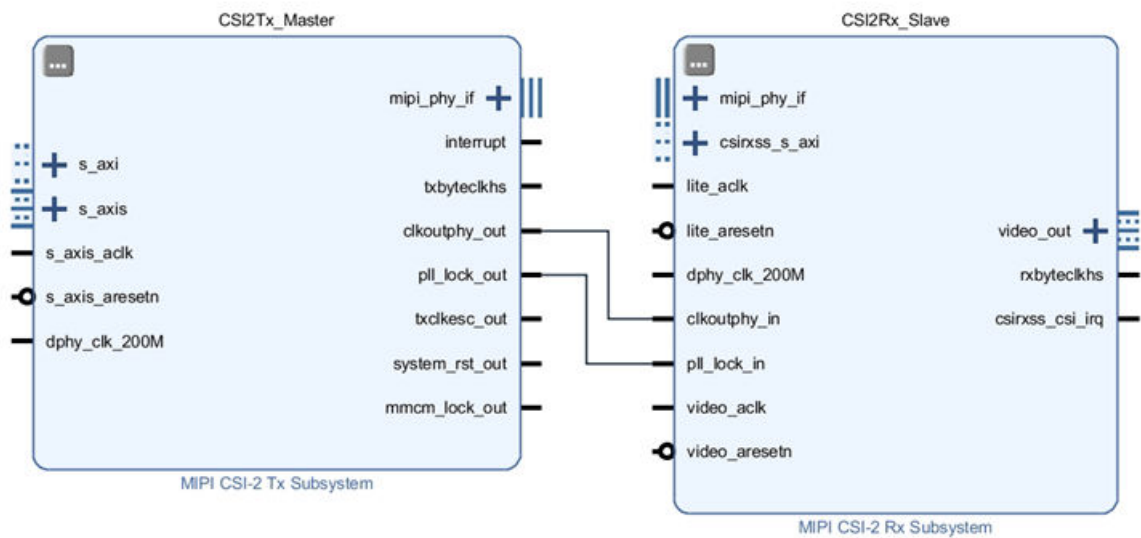 CSI2Tx_Master
...
mipi_phy_if
interrupt
s_axi
txbyteclkhs
s_axis
clkoutphy_out
s_axis_aclk
pll_lock_out
s_axis_aresetn
txclkesc_out
dphy_clk_200M
system_rst_out
mmcm_lock_out
MIPI CSI-2 Tx Subsystem
CSI2Rx_Slave
...
mipi_phy_if
csirxss_s_axi
lite_aclk
lite_aresetn
video_out
dphy_clk_200M
rxbyteclkhs
clkoutphy_in
csirxss_csi_irq
pll_lock_in
video_aclk
video_aresetn
MIPI CSI-2 Rx Subsystem